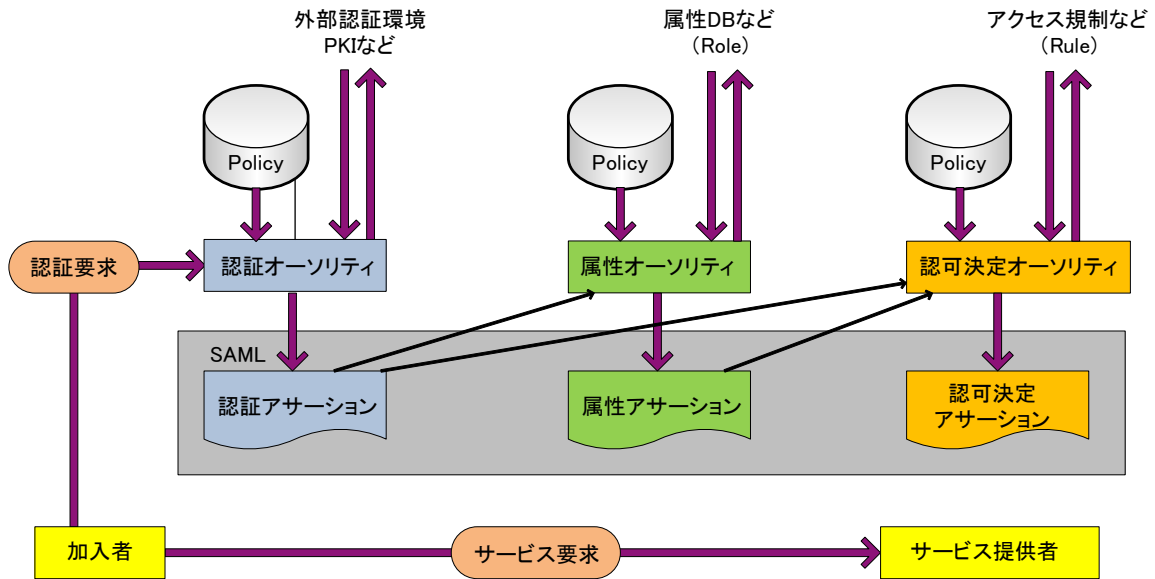 外部認証環境
PKIなど
属性DBなど
（Role）
アクセス規制など
（Rule）
Policy
Policy
Policy
認証要求
認証オーソリティ
属性オーソリティ
認可決定オーソリティ
SAML
認証アサーション
属性アサーション
認可決定
アサーション
加入者
サービス要求
サービス提供者